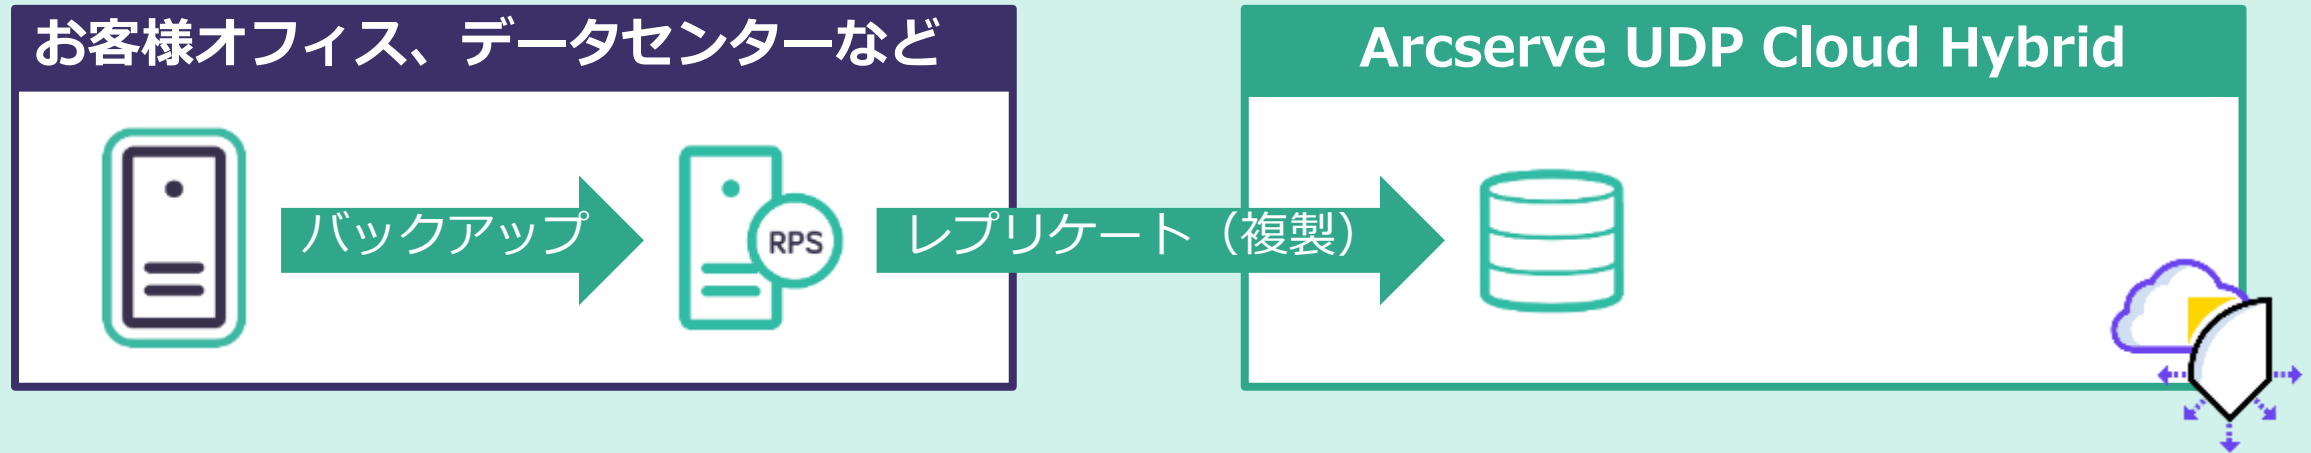 お客様オフィス、データセンターなど
Arcserve UDP Cloud Hybrid
バックアップ
RPS
レプリケート（複製）